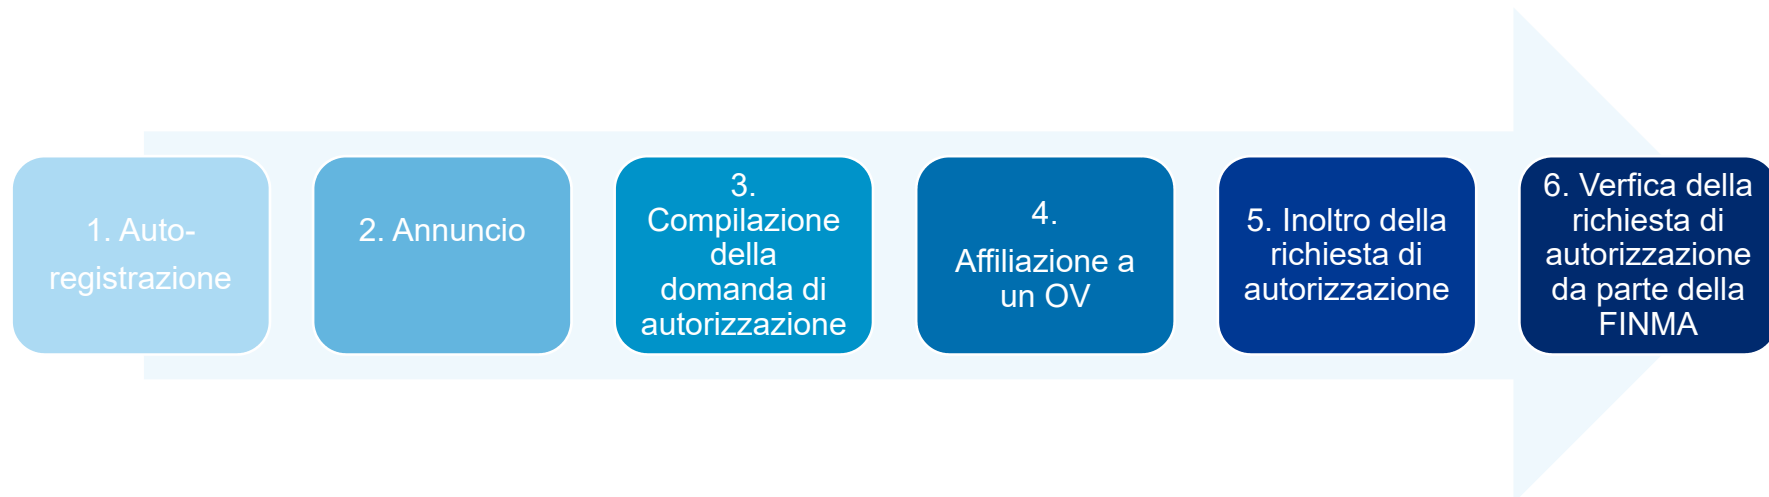 1. Auto-
registrazione
2. Annuncio
3.
Compilazione
della
domanda di
autorizzazione
4.
Affiliazione a
un OV
5. Inoltro della
richiesta di
autorizzazione
6. Verfica della
richiesta di
autorizzazione
da parte della
FINMA